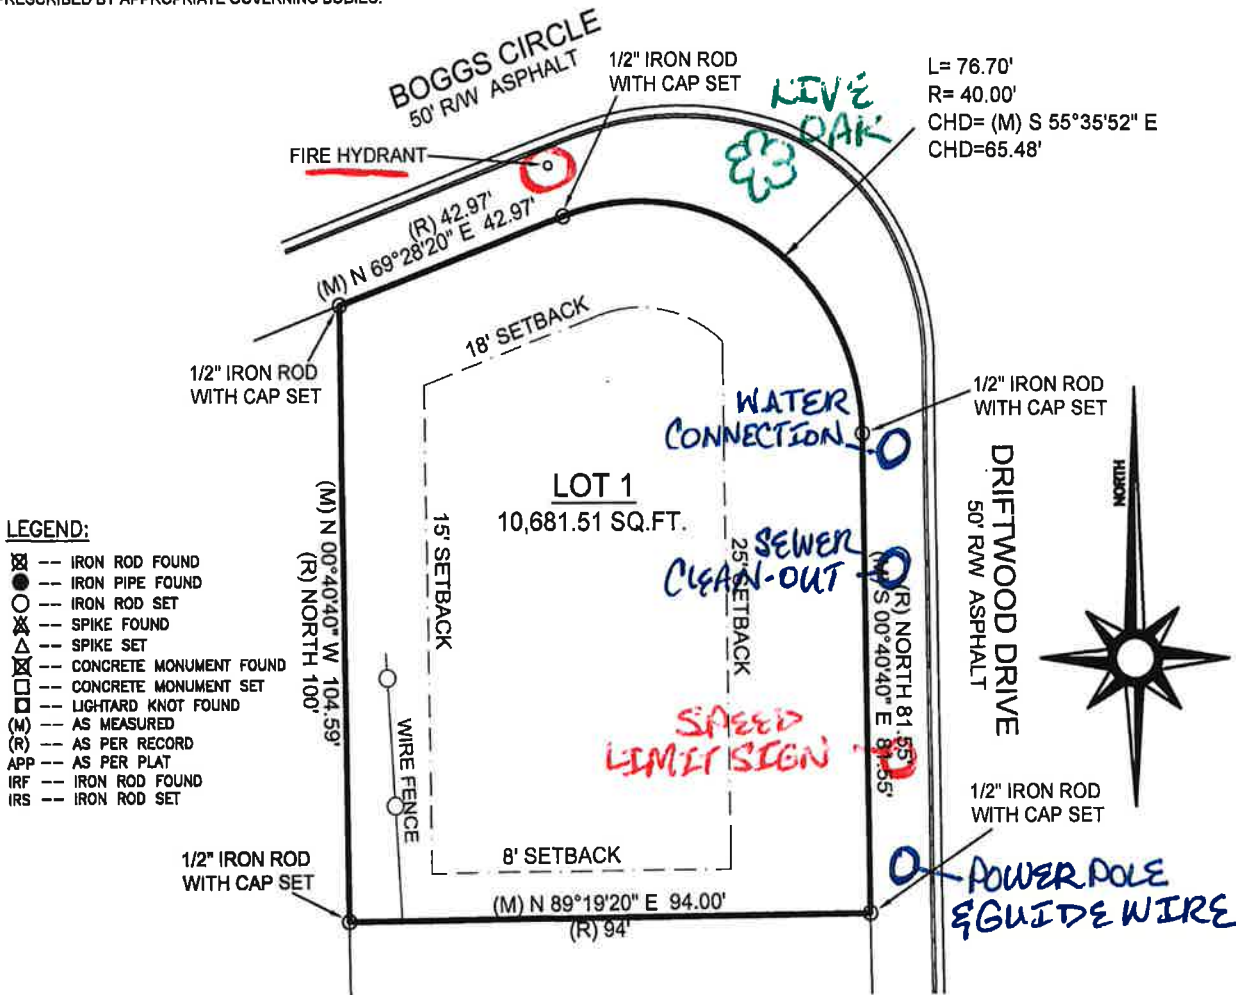 PRESCRIBED BY APPROPRIATE GOVERNING BODIES.
BOGGS CIRCLE
50' R/W ASPHALT
1/2" IRON ROD
WITH CAP SET
LIVE
OAK
L= 76.70'
R= 40.00'
CHD= (M) S 55°35'52" E
CHD=65.48'
FIRE HYDRANT
(R) 42.97'
(M) N 69°28'20" E 42.97'
18' SETBACK
1/2" IRON ROD
WITH CAP SET
1/2" IRON ROD
WITH CAP SET
WATER
CONNECTION
LOT 1
10,681.51 SQ.FT.
SEWER
CLEAN-OUT
15' SETBACK
25' SETBACK
(M) N 00°40'40" W 104.59'
(R) NORTH 100'
(R) NORTH 81.55'
(M) S 00°40'40" E 81.55'
DRIFTWOOD DRIVE
50' R/W ASPHALT
NORTH
LEGEND:
-- IRON ROD FOUND
-- IRON PIPE FOUND
-- IRON ROD SET
-- SPIKE FOUND
-- SPIKE SET
-- CONCRETE MONUMENT FOUND
-- CONCRETE MONUMENT SET
-- LIGHTARD KNOT FOUND
(M) -- AS MEASURED
(R) -- AS PER RECORD
APP -- AS PER PLAT
IRF -- IRON ROD FOUND
IRS -- IRON ROD SET
WIRE FENCE
SPEED
LIMIT SIGN
1/2" IRON ROD
WITH CAP SET
1/2" IRON ROD
WITH CAP SET
8' SETBACK
POWER POLE
& GUIDE WIRE
(M) N 89°19'20" E 94.00'
(R) 94'